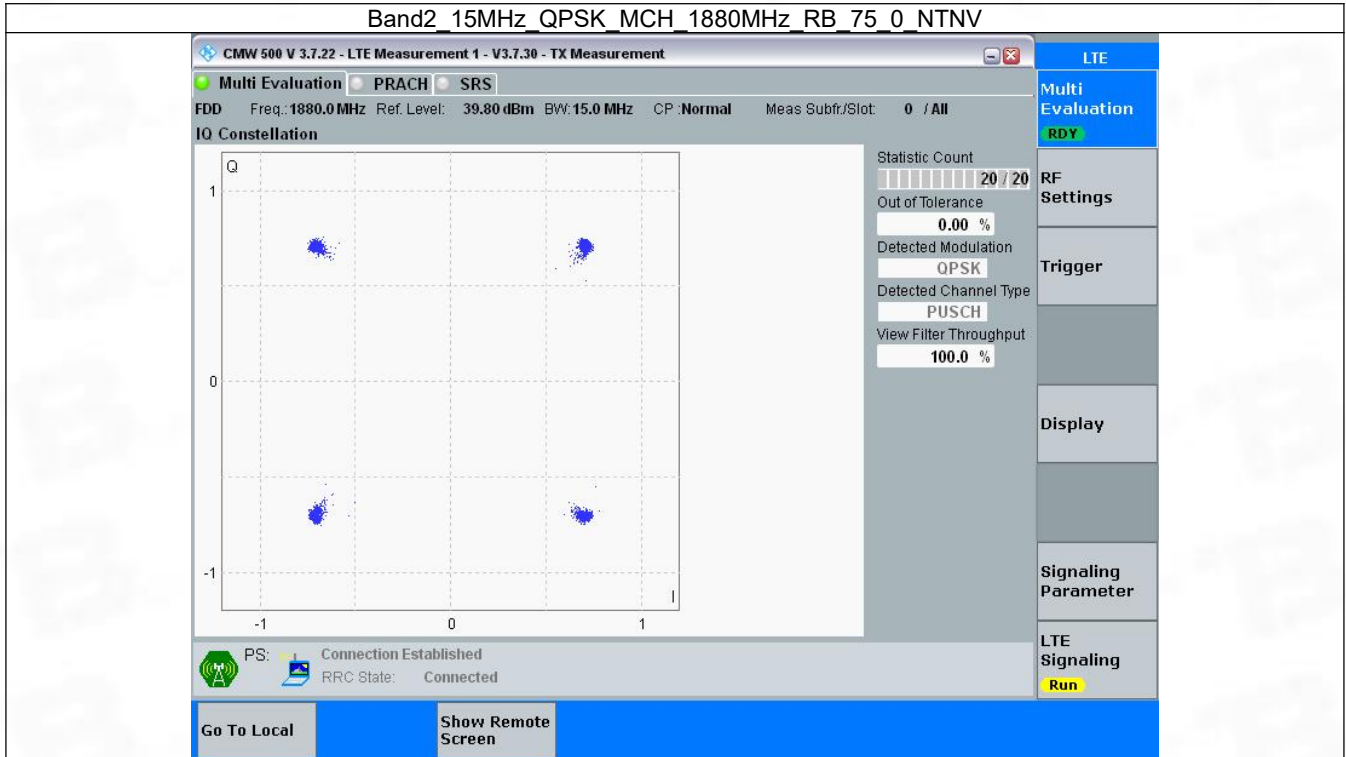 Band2_15MHz_QPSK_MCH_1880MHz_RB_75_0_NTNV
CMW 500 V 3.7.22 - LTE Measurement 1 - V3.7.30 - TX Measurement
LTE
Multi Evaluation PRACH SRS
Multi
Evaluation
RDY
FDD Freq.: 1880.0 MHz Ref. Level: 39.80 dBm BW: 15.0 MHz CP : Normal Meas Subfr./Slot: 0 / All
IQ Constellation
Q
1
0
-1
I
-1 0 1
Statistic Count
20 / 20
Out of Tolerance
0.00 %
Detected Modulation
QPSK
Detected Channel Type
PUSCH
View Filter Throughput
100.0 %
RF
Settings
Trigger
Display
Signaling
Parameter
LTE
Signaling
Run
PS: Connection Established
RRC State: Connected
Go To Local
Show Remote
Screen